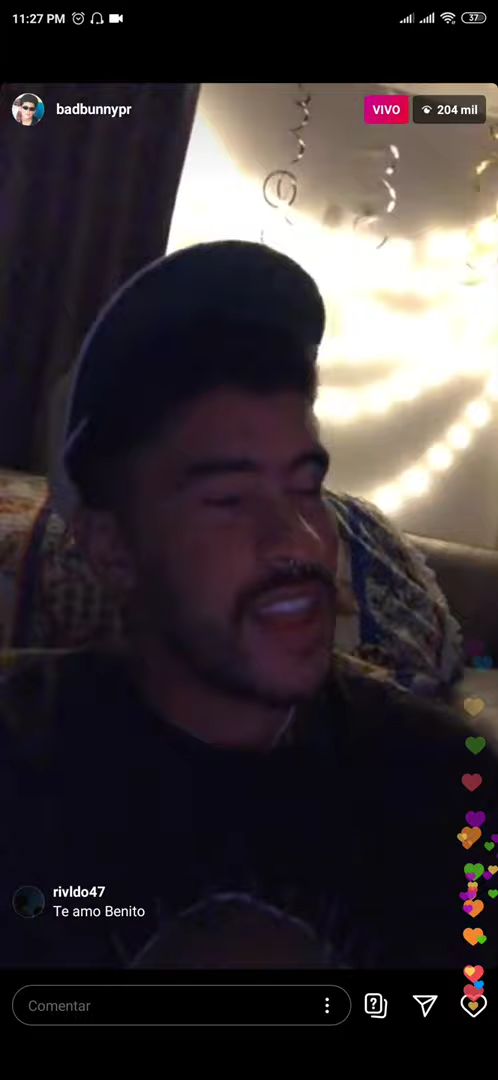 11:27 PM
37
badbunnypr
VIVO
204 mil
rivldo47
Te amo Benito
Comentar